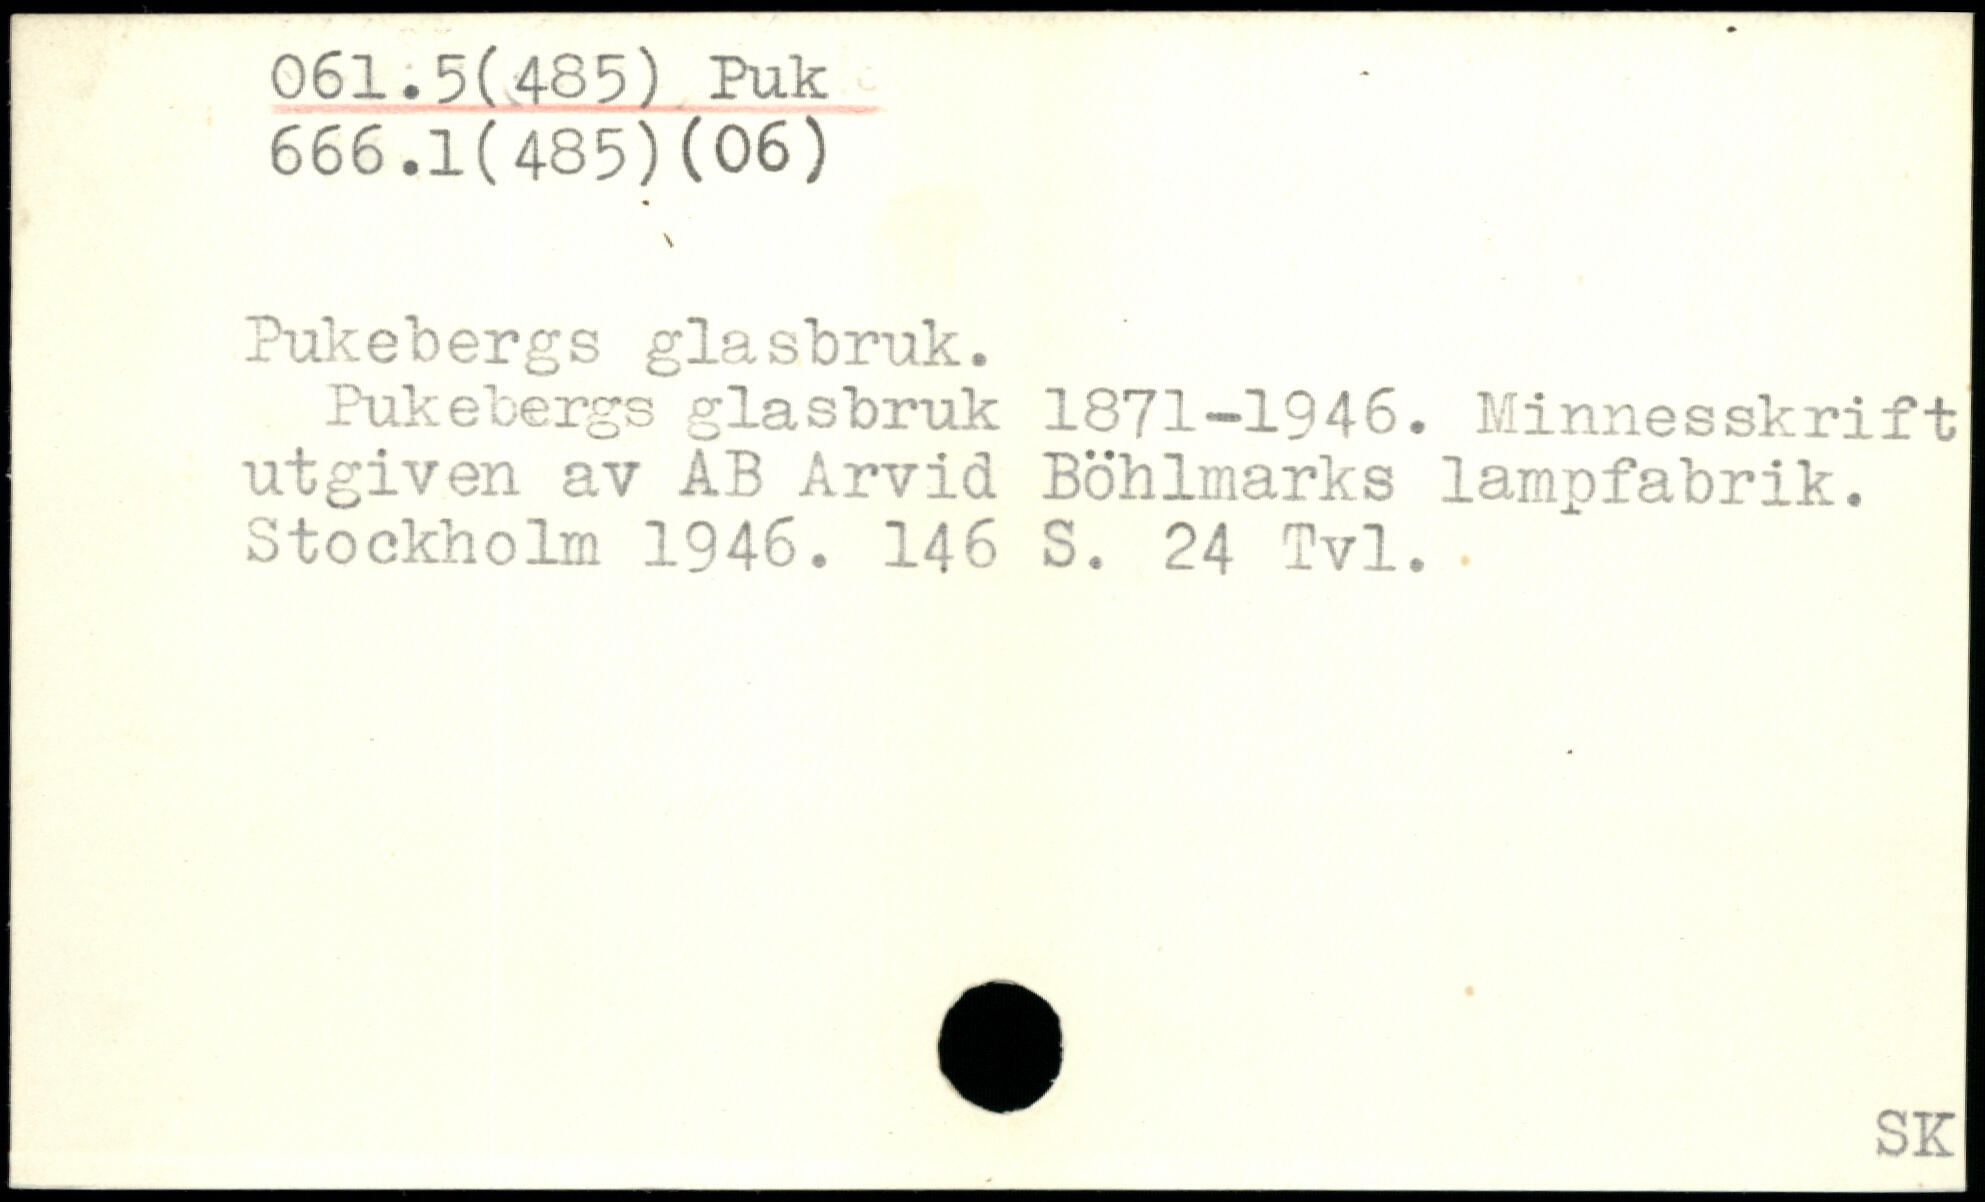 061.5(485) Puk
666.1(485)(06)
Pukebergs glasbruk.
Pukebergs glasbruk 1871-1946. Minnesskrift
utgiven av AB Arvid Böhlmarks lampfabrik.
Stockholm 1946. 146 S. 24 Tvl.
SK